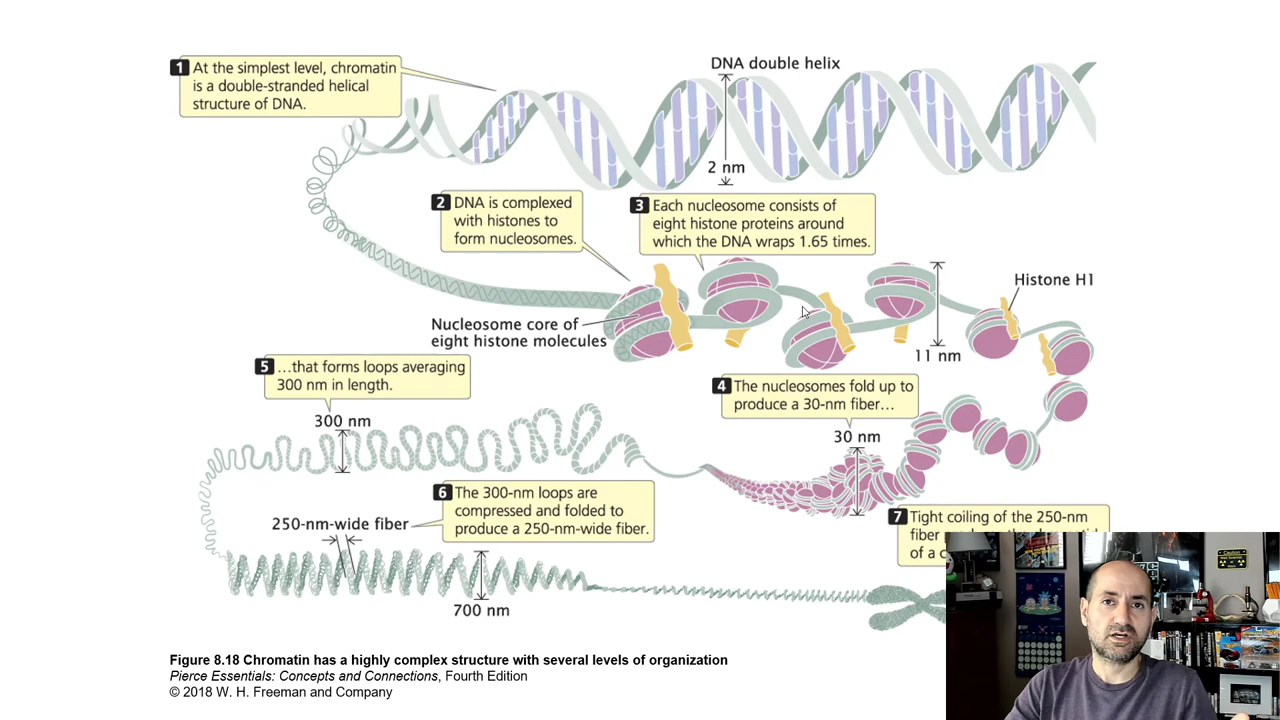 1 At the simplest level, chromatin
is a double-stranded helical
structure of DNA.
DNA double helix
2 nm
2 DNA is complexed
with histones to
form nucleosomes.
3 Each nucleosome consists of
eight histone proteins around
which the DNA wraps 1.65 times.
Histone H1
Nucleosome core of
eight histone molecules
11 nm
5 …that forms loops averaging
300 nm in length.
300 nm
4 The nucleosomes fold up to
produce a 30-nm fiber…
30 nm
6 The 300-nm loops are
compressed and folded to
produce a 250-nm-wide fiber.
250-nm-wide fiber
700 nm
7 Tight coiling of the 250-nm
fiber
of a
Caution
Figure 8.18 Chromatin has a highly complex structure with several levels of organization
Pierce Essentials: Concepts and Connections, Fourth Edition
© 2018 W. H. Freeman and Company